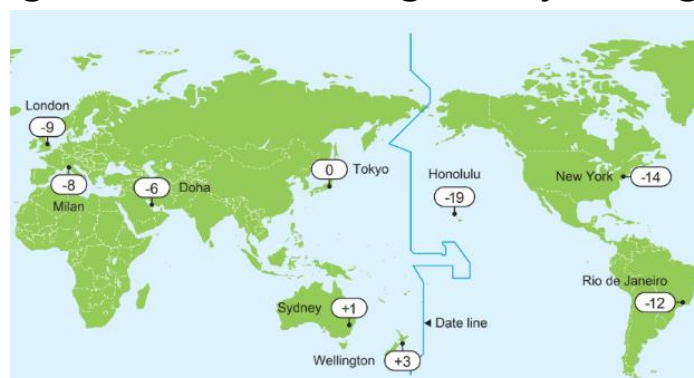 London
-9
-8
Milan
-6
Doha
0
Tokyo
Honolulu
-19
New York
-14
Rio de Janeiro
-12
Sydney
+1
Date line
Wellington
+3